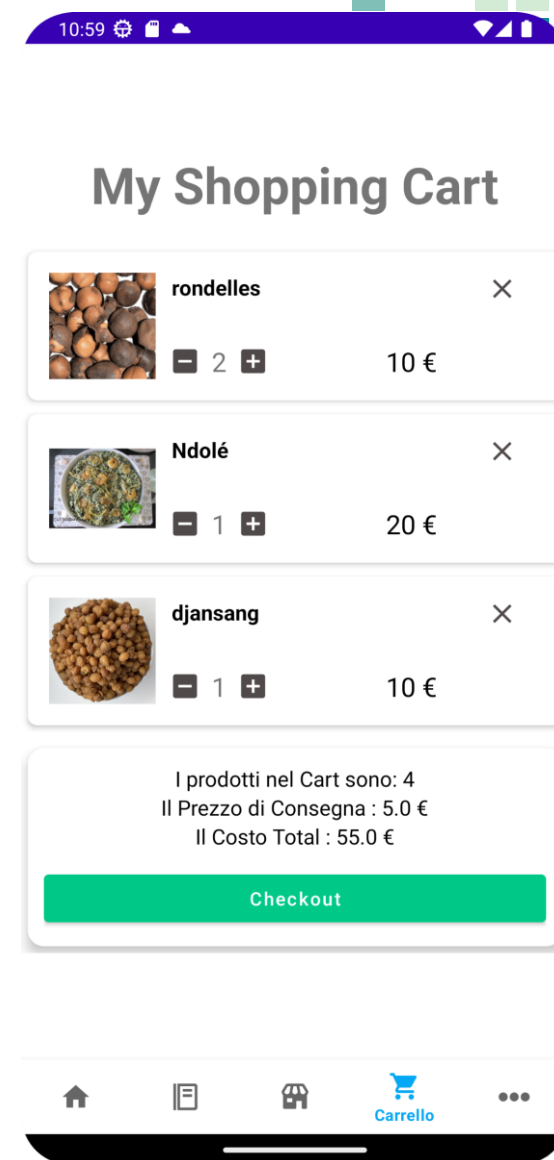 10:59
My Shopping Cart
rondelles
2
10 €
Ndolé
1
20 €
djansang
1
10 €
I prodotti nel Cart sono: 4
Il Prezzo di Consegna : 5.0 €
Il Costo Total : 55.0 €
Checkout
Carrello